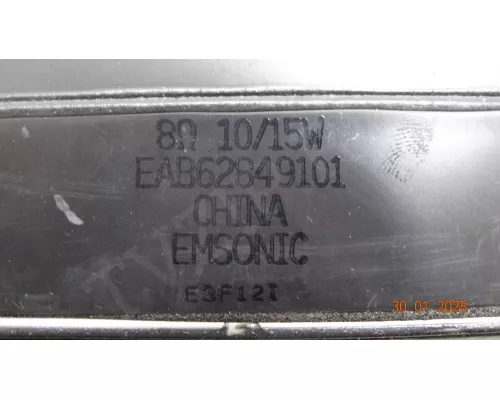 8Ω 10/15W
EAB62849101
CHINA
EMSONIC
E3F12I
30 01 2025